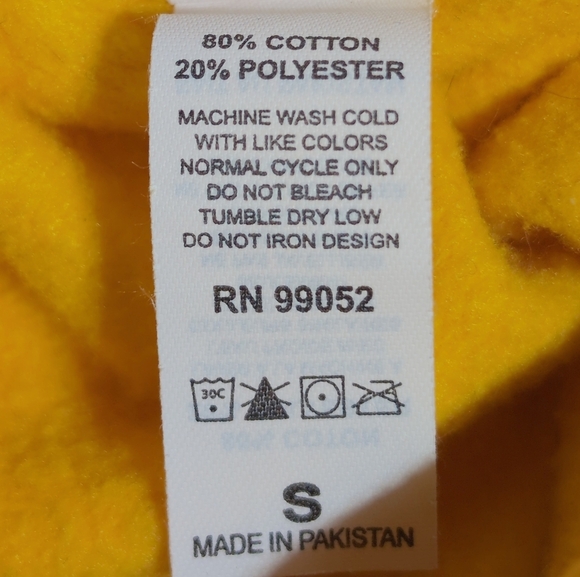 80% COTTON
20% POLYESTER
MACHINE WASH COLD
WITH LIKE COLORS
NORMAL CYCLE ONLY
DO NOT BLEACH
TUMBLE DRY LOW
DO NOT IRON DESIGN
RN 99052
30C
S
MADE IN PAKISTAN